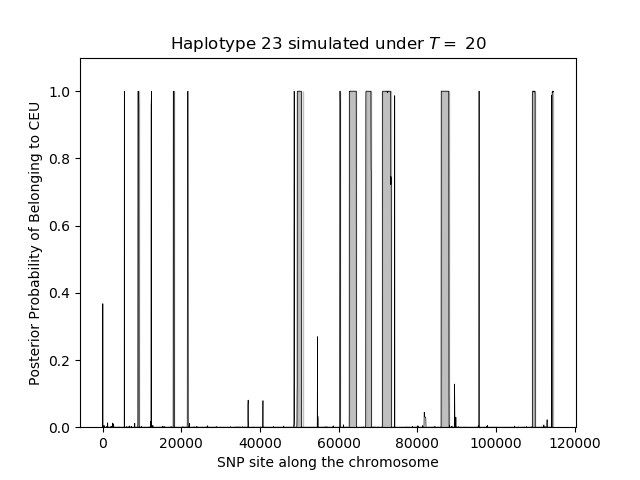 Haplotype 23 simulated under T = 20
Posterior Probability of Belonging to CEU
1.0
0.8
0.6
0.4
0.2
0.0
0 20000 40000 60000 80000 100000 120000
SNP site along the chromosome